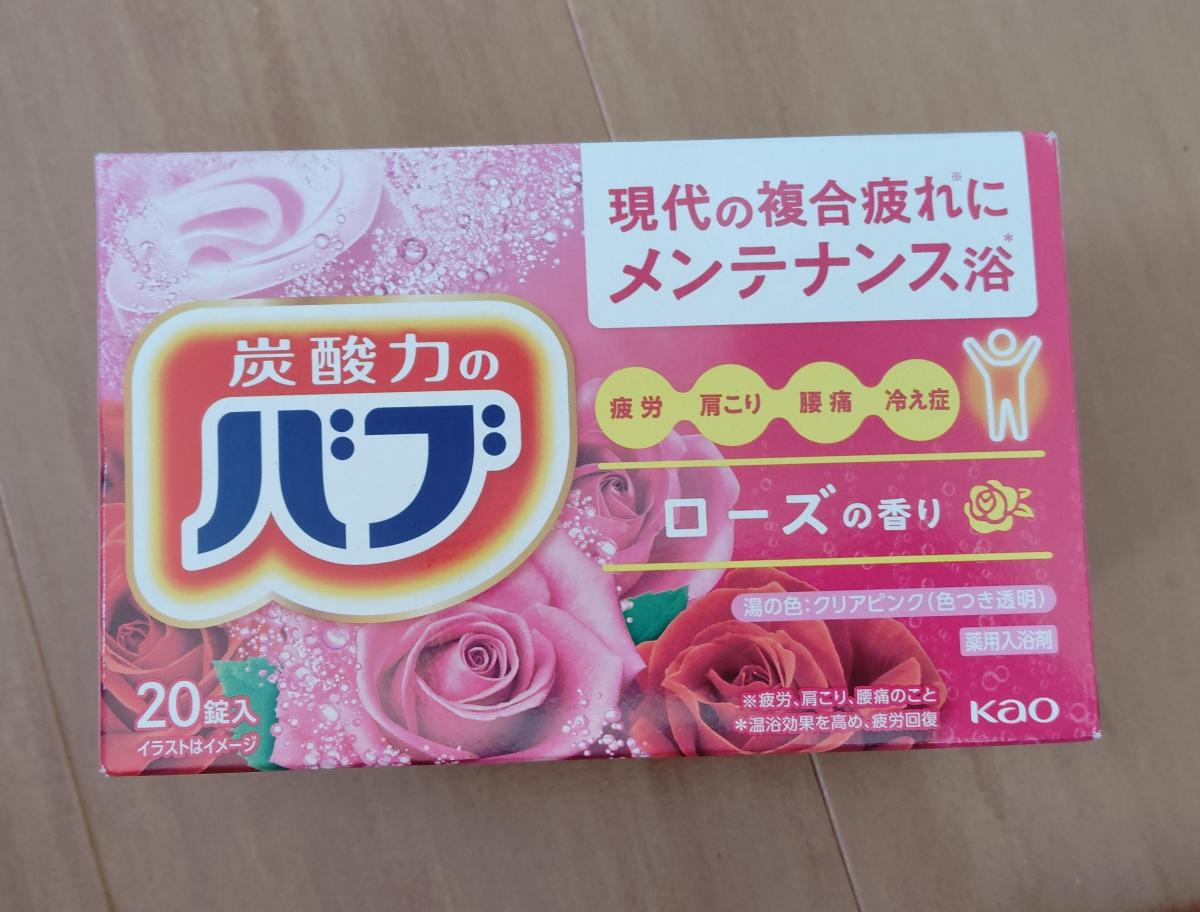 現代の複合疲れ※に
メンテナンス浴*
炭酸力の
バブ
疲労 肩こり 腰痛 冷え症
ローズの香り
湯の色:クリアピンク(色つき透明)
薬用入浴剤
20錠入
イラストはイメージ
※疲労、肩こり、腰痛のこと
*温浴効果を高め、疲労回復
Kao